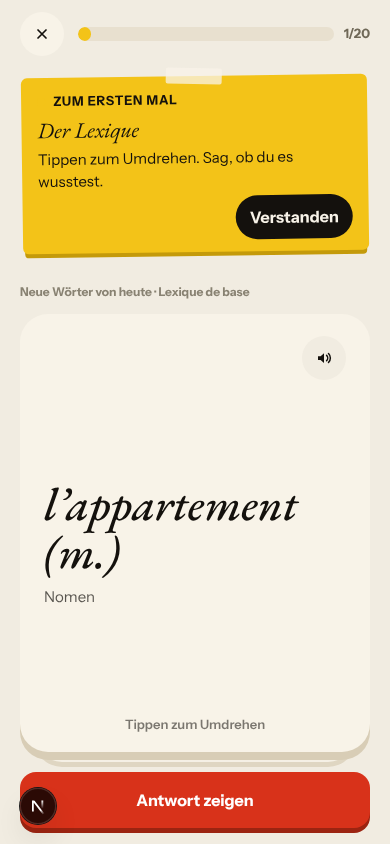 1/20
ZUM ERSTEN MAL
Der Lexique
Tippen zum Umdrehen. Sag, ob du es
wusstest.
Verstanden
Neue Wörter von heute · Lexique de base
l’appartement
(m.)
Nomen
Tippen zum Umdrehen
Antwort zeigen
N